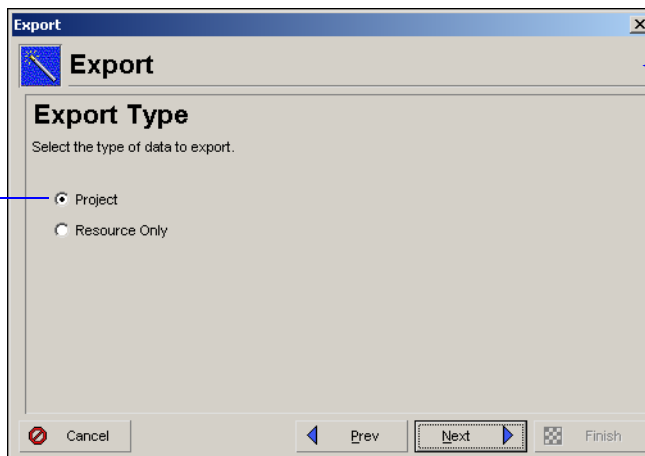 Export
Export
Export Type
Select the type of data to export.
Project
Resource Only
Cancel
Prev
Next
Finish